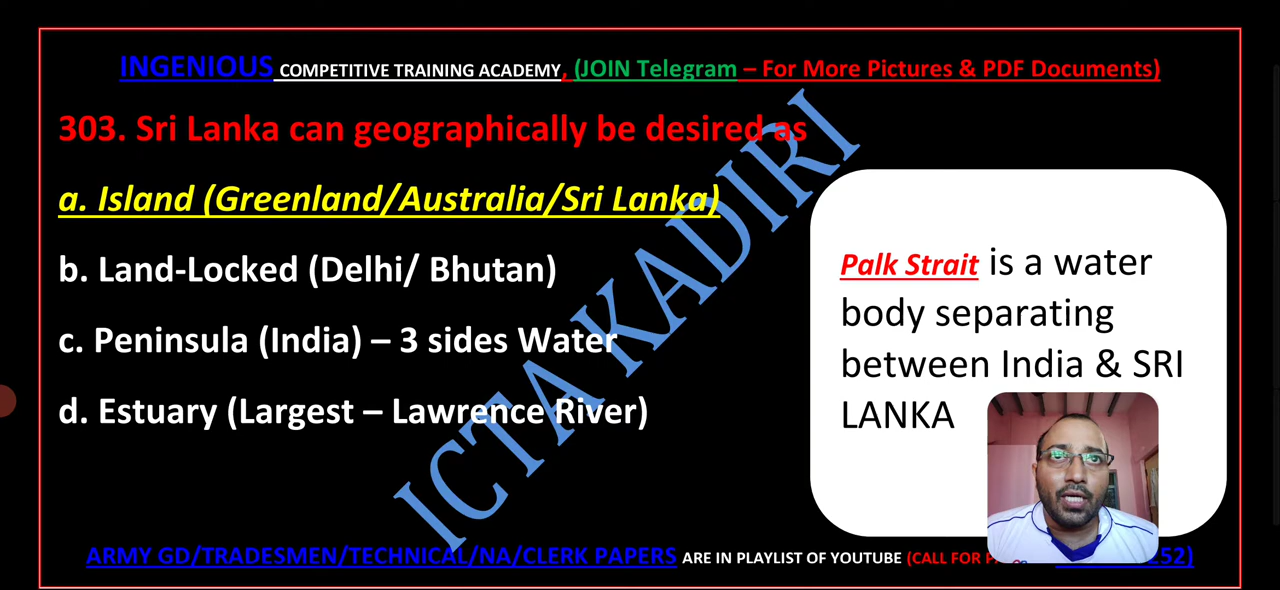 INGENIOUS COMPETITIVE TRAINING ACADEMY, (JOIN Telegram – For More Pictures & PDF Documents)
303. Sri Lanka can geographically be desired as
a. Island (Greenland/Australia/Sri Lanka)
b. Land-Locked (Delhi/ Bhutan)
c. Peninsula (India) – 3 sides Water
d. Estuary (Largest – Lawrence River)
Palk Strait is a water
body separating
between India & SRI
LANKA
ICTA KADIRI
ARMY GD/TRADESMEN/TECHNICAL/NA/CLERK PAPERS ARE IN PLAYLIST OF YOUTUBE (CALL FOR 252)